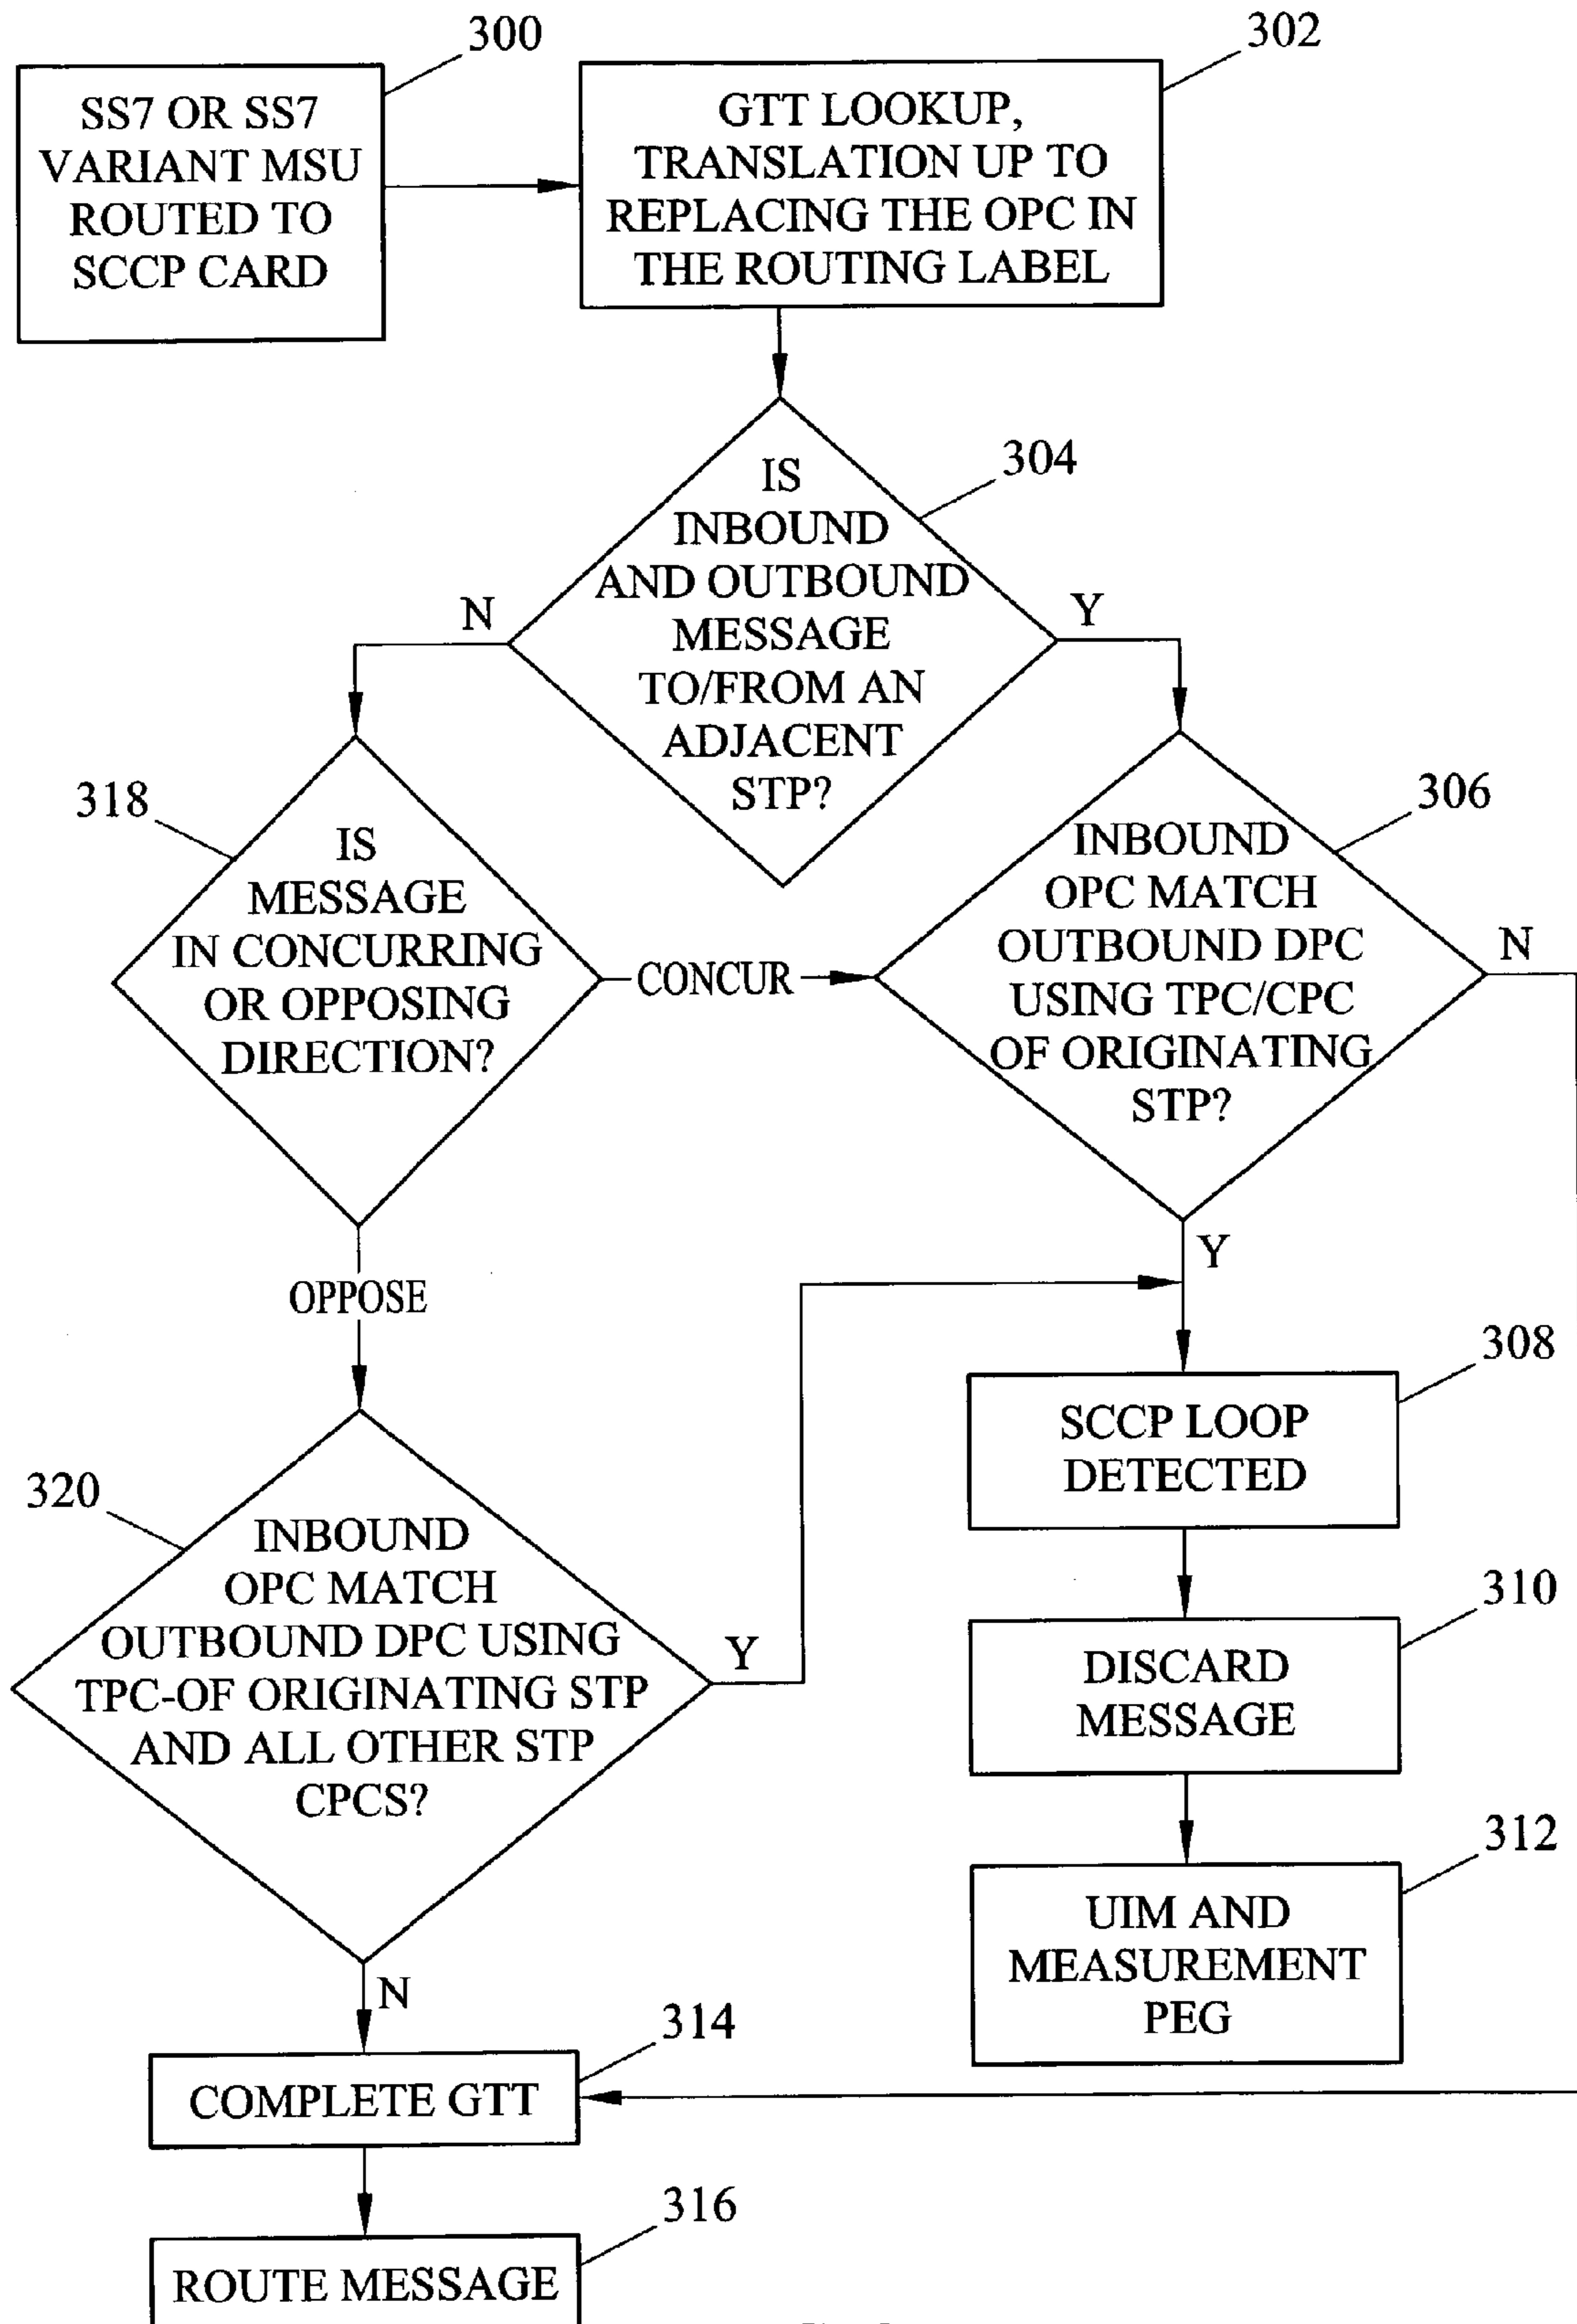 300
SS7 OR SS7
VARIANT MSU
ROUTED TO
SCCP CARD
302
GTT LOOKUP,
TRANSLATION UP TO
REPLACING THE OPC IN
THE ROUTING LABEL
304
IS
INBOUND
AND OUTBOUND
MESSAGE
TO/FROM AN
ADJACENT
STP?
N
Y
318
IS
MESSAGE
IN CONCURRING
OR OPPOSING
DIRECTION?
CONCUR
OPPOSE
306
INBOUND
OPC MATCH
OUTBOUND DPC
USING TPC/CPC
OF ORIGINATING
STP?
N
Y
320
INBOUND
OPC MATCH
OUTBOUND DPC USING
TPC-OF ORIGINATING STP
AND ALL OTHER STP
CPCS?
Y
N
308
SCCP LOOP
DETECTED
310
DISCARD
MESSAGE
312
UIM AND
MEASUREMENT
PEG
314
COMPLETE GTT
316
ROUTE MESSAGE